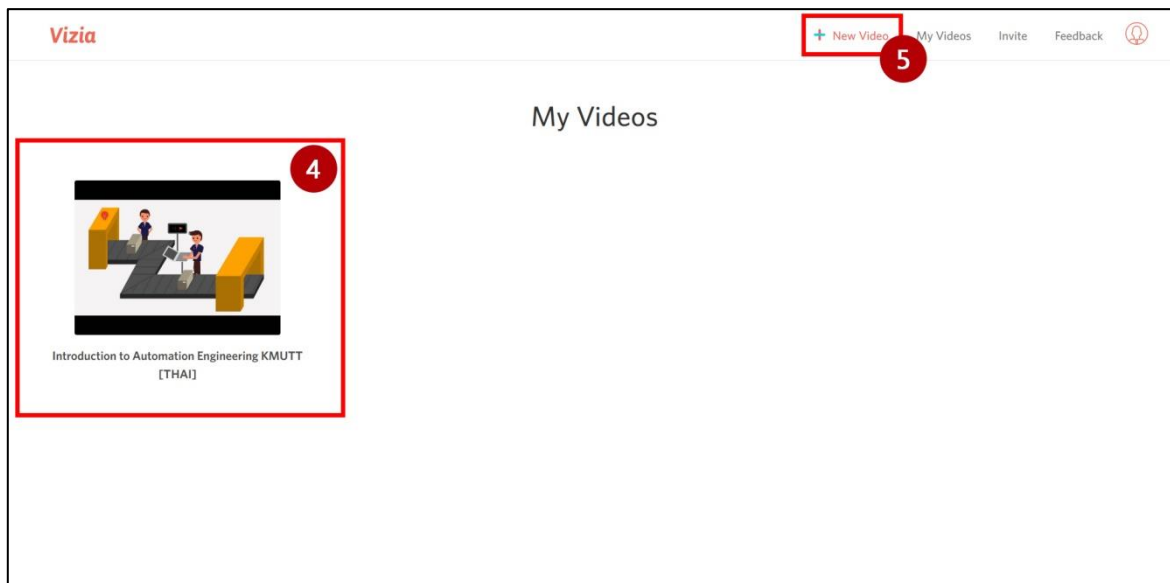 Vizia
+ New Video My Videos Invite Feedback
5
My Videos
4
Introduction to Automation Engineering KMUTT
[THAI]